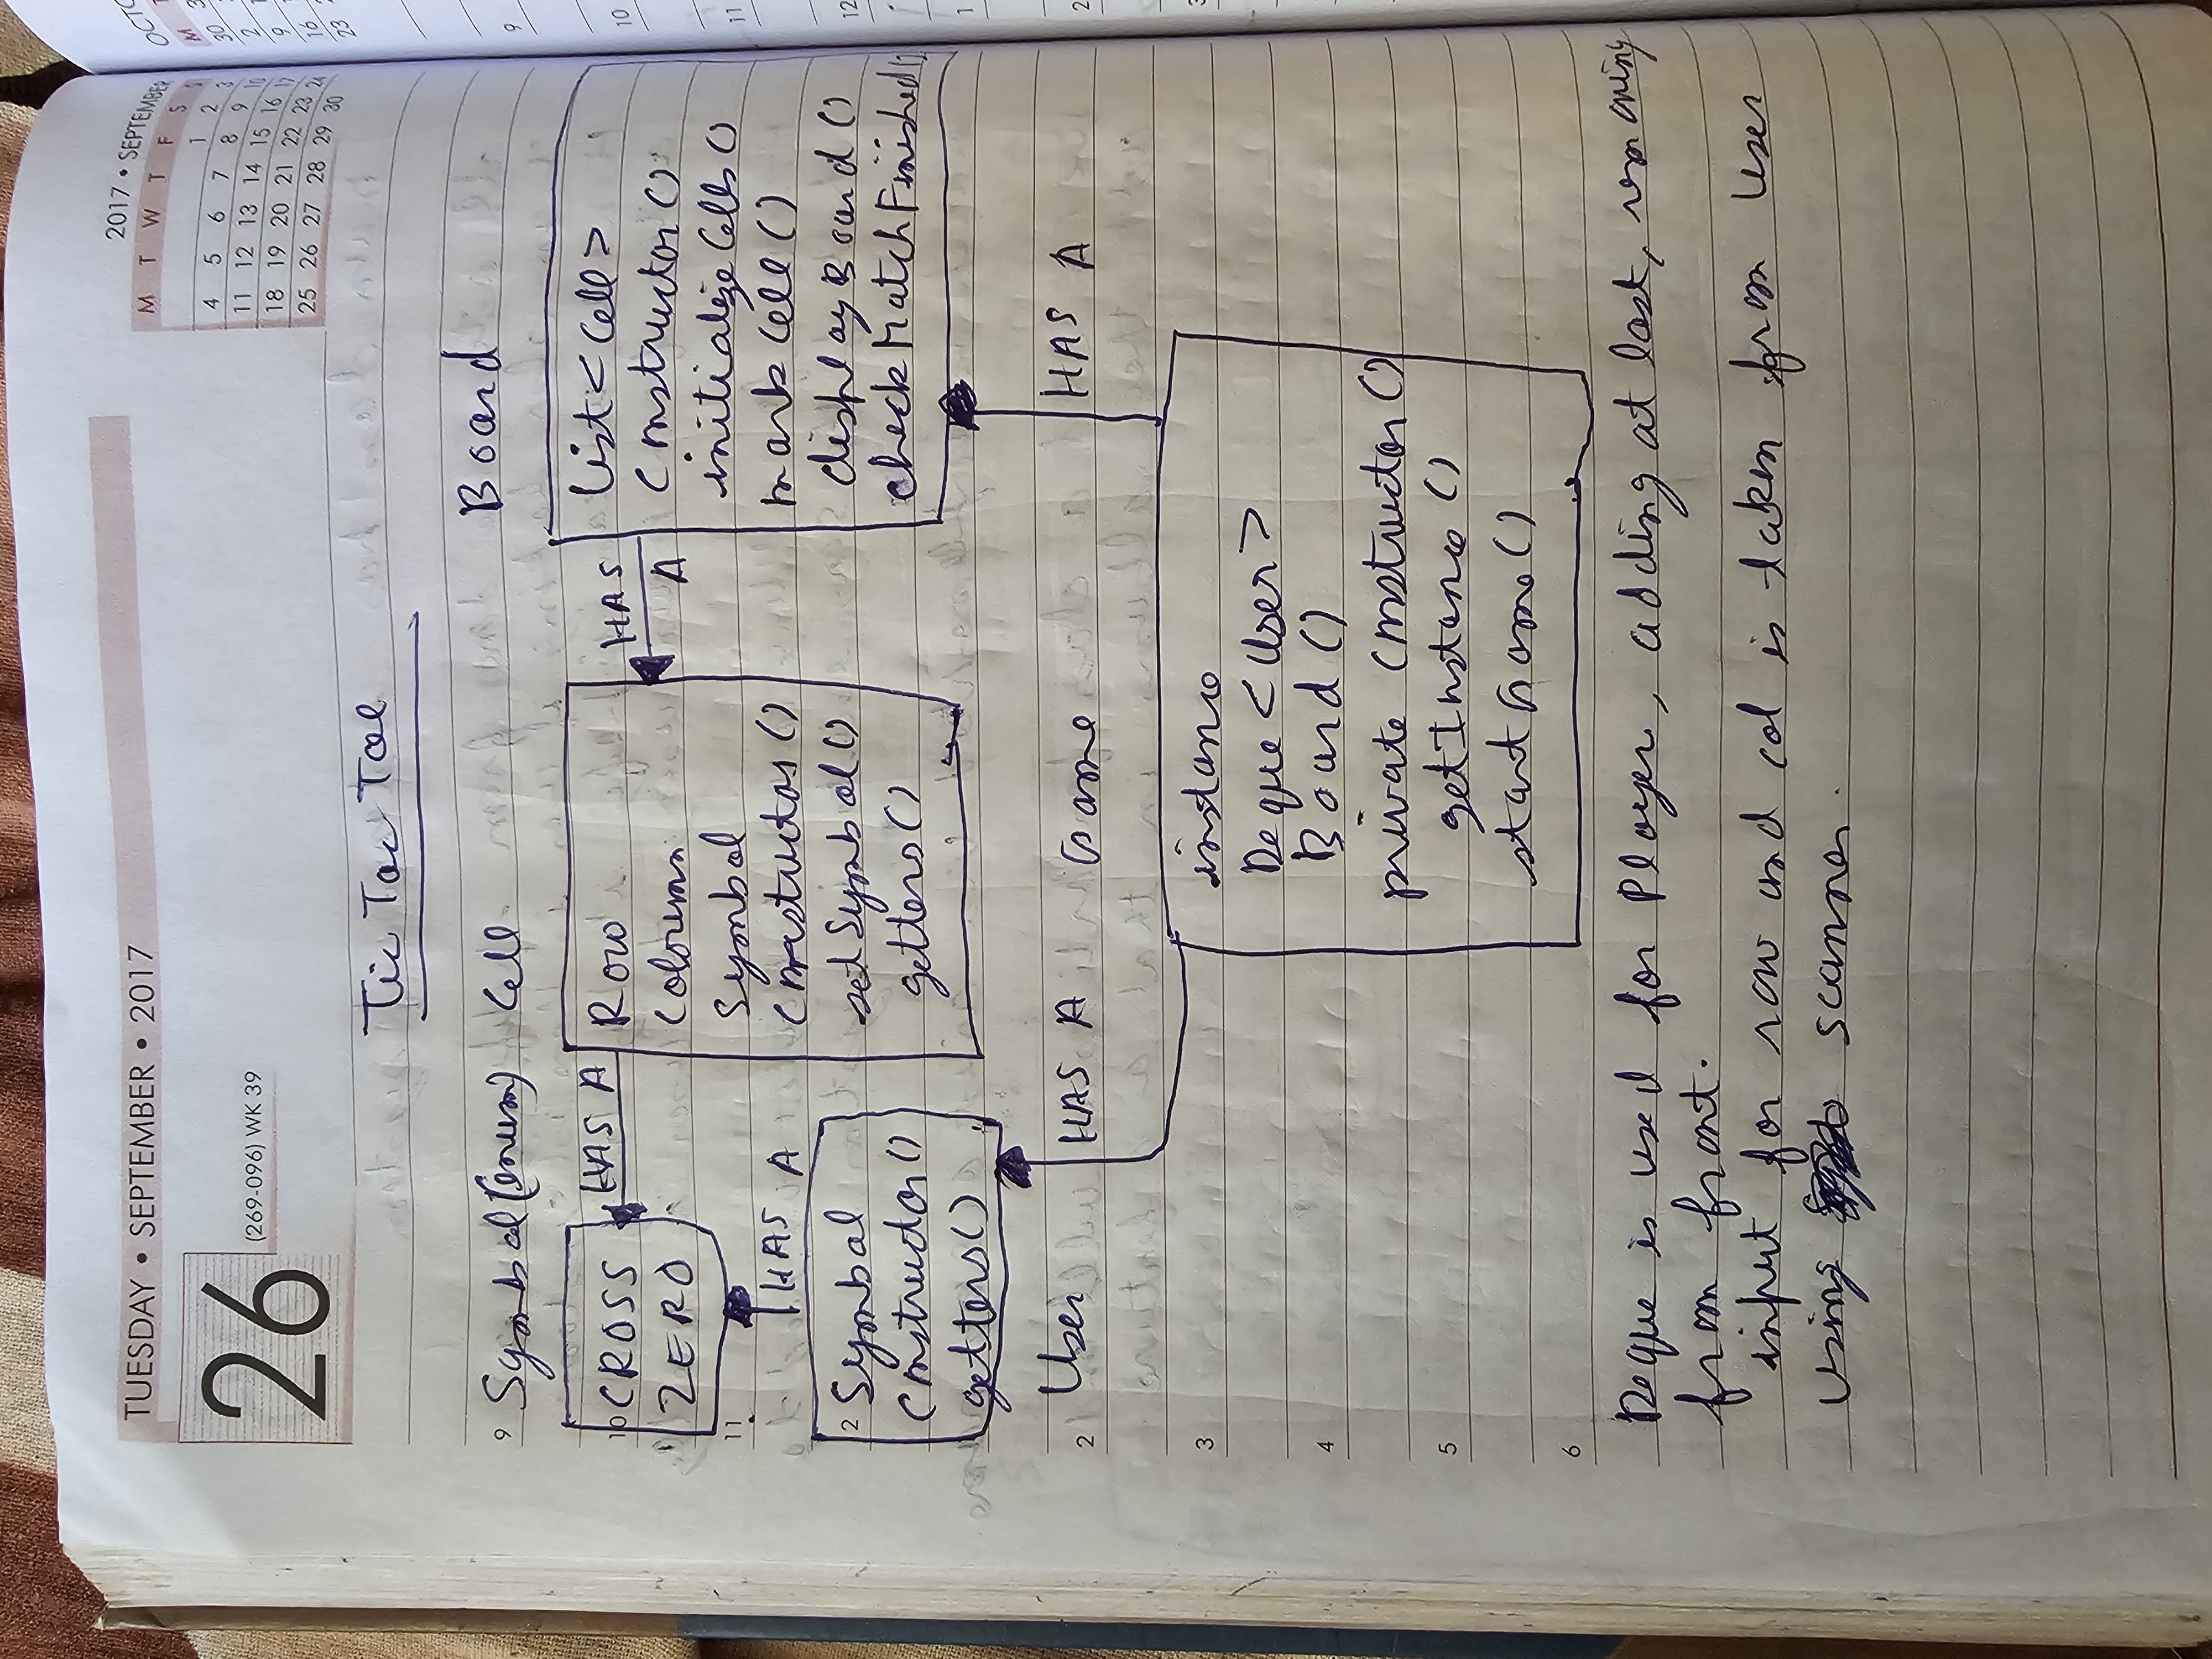 TUESDAY • SEPTEMBER • 2017
26
(269-096) WK 39
2017 • SEPTEMBER
M T W T F S S
1 2 3
4 5 6 7 8 9 10
11 12 13 14 15 16 17
18 19 20 21 22 23 24
25 26 27 28 29 30
Tic Tac Toe
Symbol(enum)
CROSS
ZERO
HAS A
Cell
Row
Coloumn
Symbol
Constructor()
setSymbol()
getters()
HAS
A
Board
List<Cell>
Constructor()
initializeCells()
markCell()
displayBoard()
checkMatchFinished()
HAS A
Symbol
Constructor()
getters()
User
HAS A
Game
HAS A
instance
Deque<User>
Board()
private Constructor()
getInstance()
startGame()
Deque is used for Player, adding at last, removing
from front.
input for row and col is taken from User
using scanner.
9
10
11
2
2
3
4
5
6
OCTO
M
30 3
2
9
16
23
9
10
11
12
1
2
3